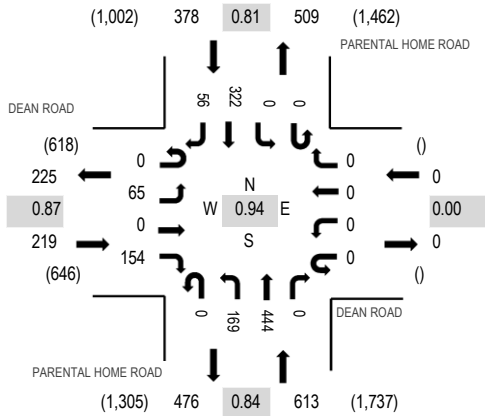 (1,002) 378 0.81 509 (1,462)
PARENTAL HOME ROAD
DEAN ROAD
56 322 0 0
(618) 0 0 ()
225 65 N 0 0
0.87 0 W 0.94 E 0 0.00
219 154 S 0 0
(646) ()
0 169 444 0
DEAN ROAD
PARENTAL HOME ROAD
(1,305) 476 0.84 613 (1,737)